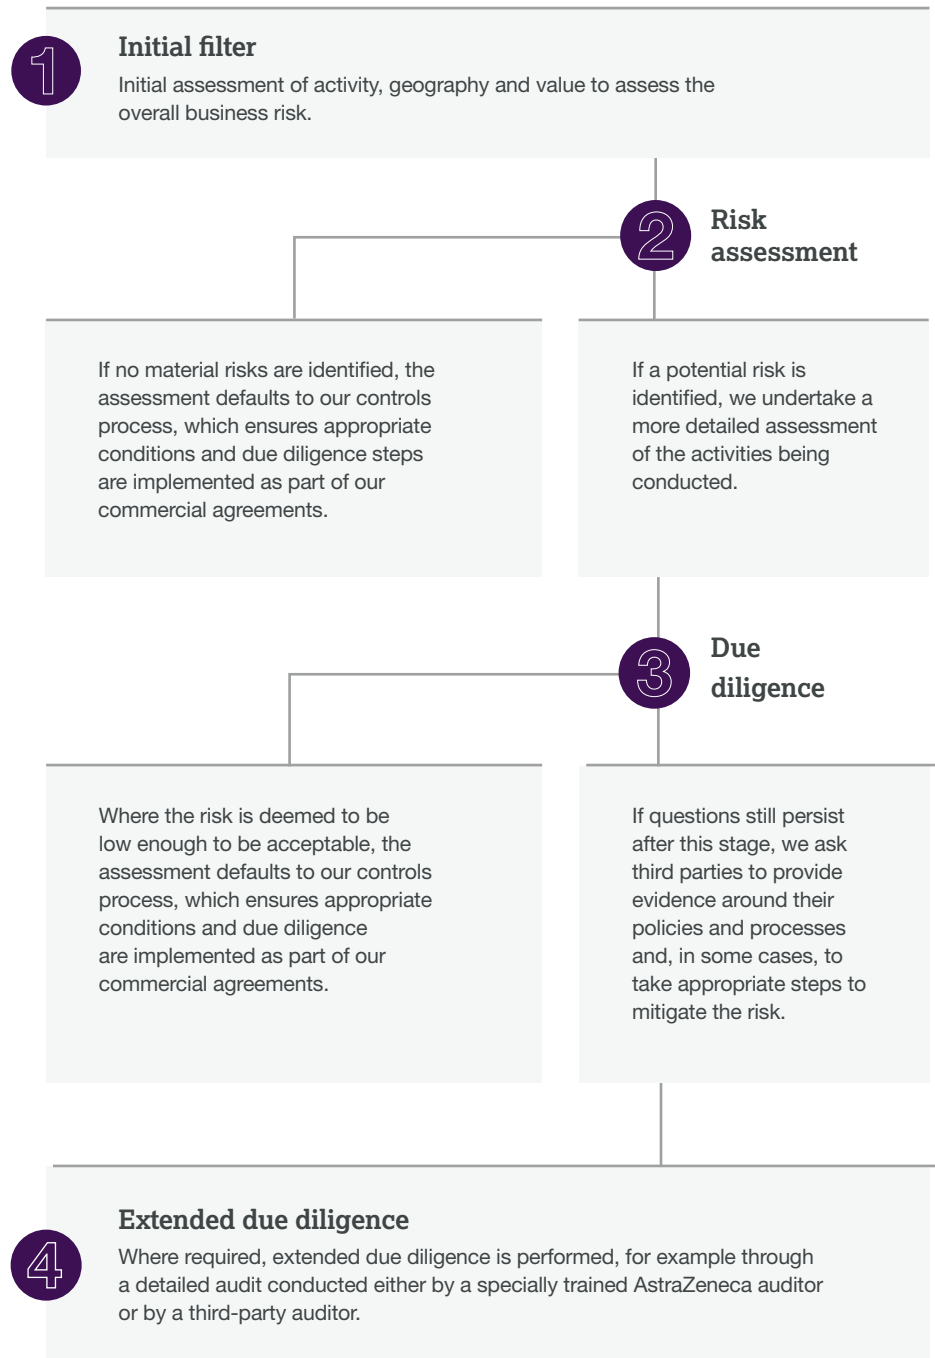 1
Initial filter
Initial assessment of activity, geography and value to assess the
overall business risk.
2
Risk
assessment
If no material risks are identified, the
assessment defaults to our controls
process, which ensures appropriate
conditions and due diligence steps
are implemented as part of our
commercial agreements.
If a potential risk is
identified, we undertake a
more detailed assessment
of the activities being
conducted.
3
Due
diligence
Where the risk is deemed to be
low enough to be acceptable, the
assessment defaults to our controls
process, which ensures appropriate
conditions and due diligence
are implemented as part of our
commercial agreements.
If questions still persist
after this stage, we ask
third parties to provide
evidence around their
policies and processes
and, in some cases, to
take appropriate steps to
mitigate the risk.
4
Extended due diligence
Where required, extended due diligence is performed, for example through
a detailed audit conducted either by a specially trained AstraZeneca auditor
or by a third-party auditor.